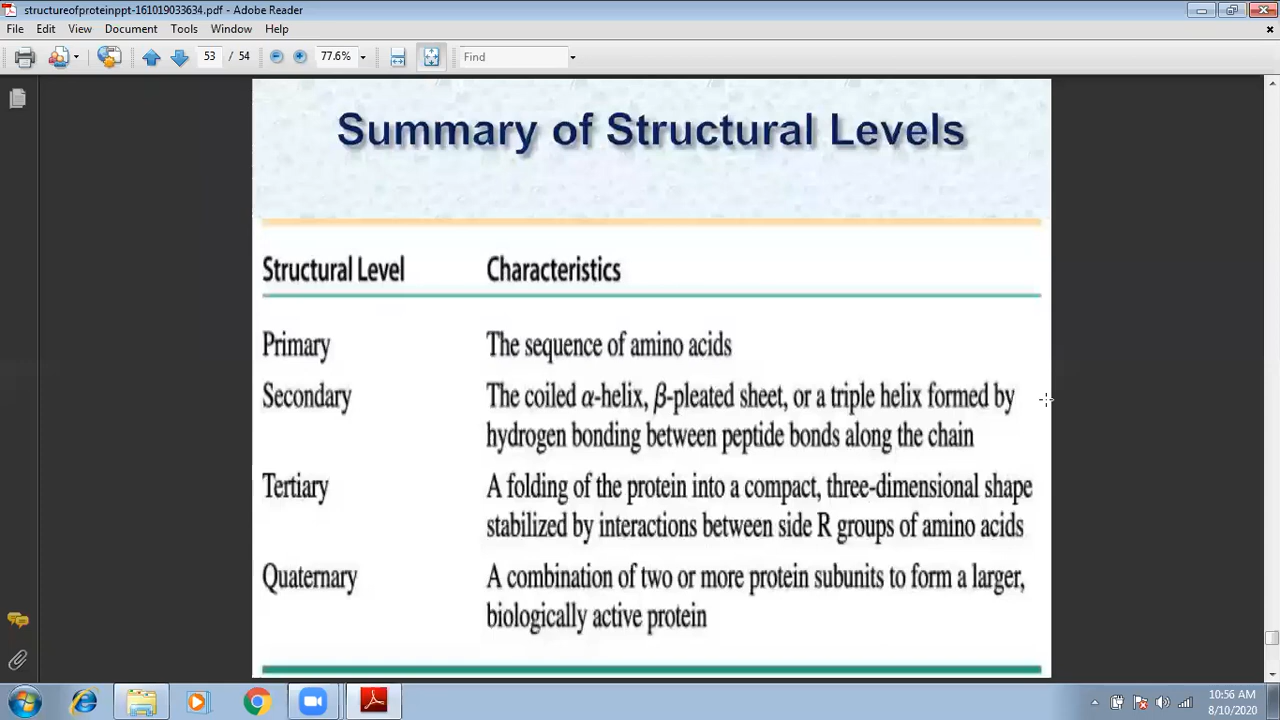 structureofproteinppt-161019033634.pdf - Adobe Reader
File Edit View Document Tools Window Help
53 / 54 77.6% Find
Summary of Structural Levels
Structural Level Characteristics
Primary The sequence of amino acids
Secondary The coiled α-helix, β-pleated sheet, or a triple helix formed by
hydrogen bonding between peptide bonds along the chain
Tertiary A folding of the protein into a compact, three-dimensional shape
stabilized by interactions between side R groups of amino acids
Quaternary A combination of two or more protein subunits to form a larger,
biologically active protein
10:56 AM
8/10/2020